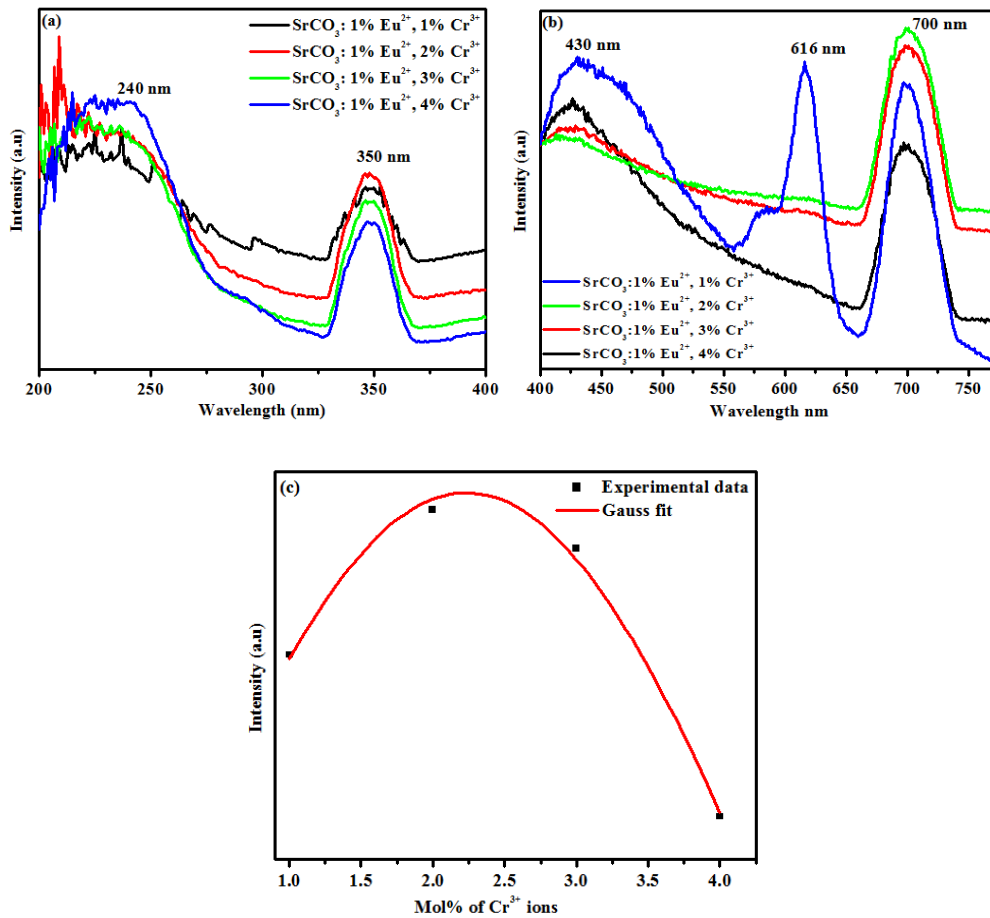 (a)
SrCO₃: 1% Eu²⁺, 1% Cr³⁺
SrCO₃: 1% Eu²⁺, 2% Cr³⁺
SrCO₃: 1% Eu²⁺, 3% Cr³⁺
SrCO₃: 1% Eu²⁺, 4% Cr³⁺
240 nm
350 nm
Intensity (a.u)
200 250 300 350 400
Wavelength (nm)
(b)
430 nm
616 nm
700 nm
Intensity (a.u)
SrCO₃:1% Eu²⁺, 1% Cr³⁺
SrCO₃:1% Eu²⁺, 2% Cr³⁺
SrCO₃:1% Eu²⁺, 3% Cr³⁺
SrCO₃:1% Eu²⁺, 4% Cr³⁺
400 450 500 550 600 650 700 750
Wavelength nm
(c)
Experimental data
Gauss fit
Intensity (a.u)
1.0 1.5 2.0 2.5 3.0 3.5 4.0
Mol% of Cr³⁺ ions